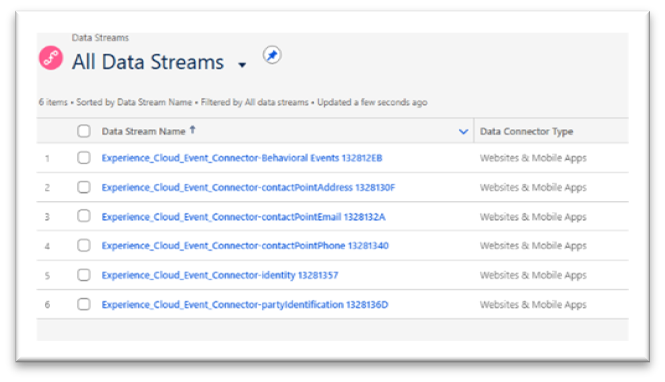 Data Streams
All Data Streams
6 items • Sorted by Data Stream Name • Filtered by All data streams • Updated a few seconds ago
Data Stream Name ↑ Data Connector Type
1 Experience_Cloud_Event_Connector-Behavioral Events 132812EB Websites & Mobile Apps
2 Experience_Cloud_Event_Connector-contactPointAddress 1328130F Websites & Mobile Apps
3 Experience_Cloud_Event_Connector-contactPointEmail 1328132A Websites & Mobile Apps
4 Experience_Cloud_Event_Connector-contactPointPhone 13281340 Websites & Mobile Apps
5 Experience_Cloud_Event_Connector-identity 13281357 Websites & Mobile Apps
6 Experience_Cloud_Event_Connector-partyIdentification 1328136D Websites & Mobile Apps